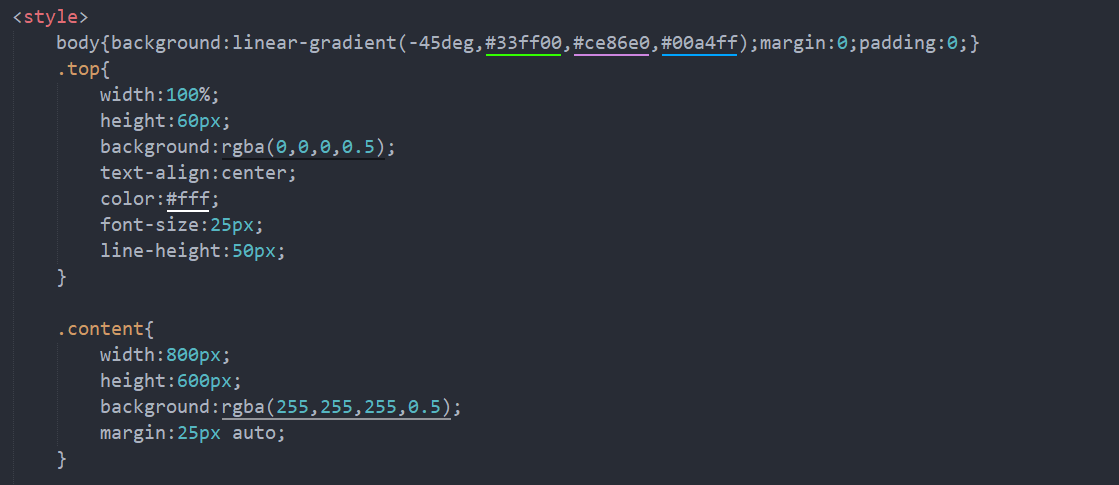 <style>
body{background:linear-gradient(-45deg,#33ff00,#ce86e0,#00a4ff);margin:0;padding:0;}
.top{
width:100%;
height:60px;
background:rgba(0,0,0,0.5);
text-align:center;
color:#fff;
font-size:25px;
line-height:50px;
}
.content{
width:800px;
height:600px;
background:rgba(255,255,255,0.5);
margin:25px auto;
}